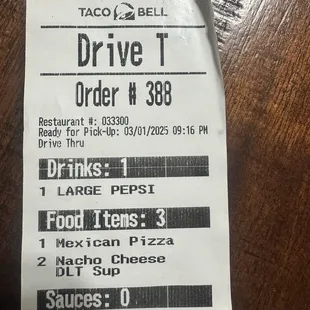 TACO BELL
Drive T
Order # 388
Restaurant #: 033300
Ready for Pick-Up: 03/01/2025 09:16 PM
Drive Thru
Drinks: 1
1 LARGE PEPSI
Food Items: 3
1 Mexican Pizza
2 Nacho Cheese
DLT Sup
Sauces: 0